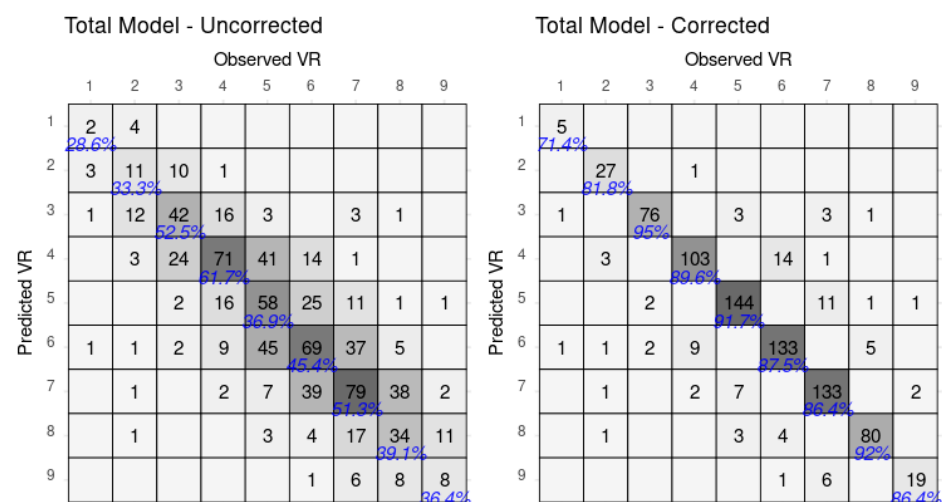 Total Model - Uncorrected
Observed VR
1 2 3 4 5 6 7 8 9
Predicted VR
1 2 4
28.6%
2 3 11 10 1
33.3%
3 1 12 42 16 3 3 1
52.5%
4 3 24 71 41 14 1
61.7%
5 2 16 58 25 11 1 1
36.9%
6 1 1 2 9 45 69 37 5
45.4%
7 1 2 7 39 79 38 2
51.3%
8 1 3 4 17 34 11
39.1%
9 1 6 8 8
36.4%
Total Model - Corrected
Observed VR
1 2 3 4 5 6 7 8 9
Predicted VR
1 5
71.4%
2 27 1
81.8%
3 1 76 3 3 1
95%
4 3 103 14 1
89.6%
5 2 144 11 1 1
91.7%
6 1 1 2 9 133 5
87.5%
7 1 2 7 133 2
86.4%
8 1 3 4 80
92%
9 1 6 19
86.4%